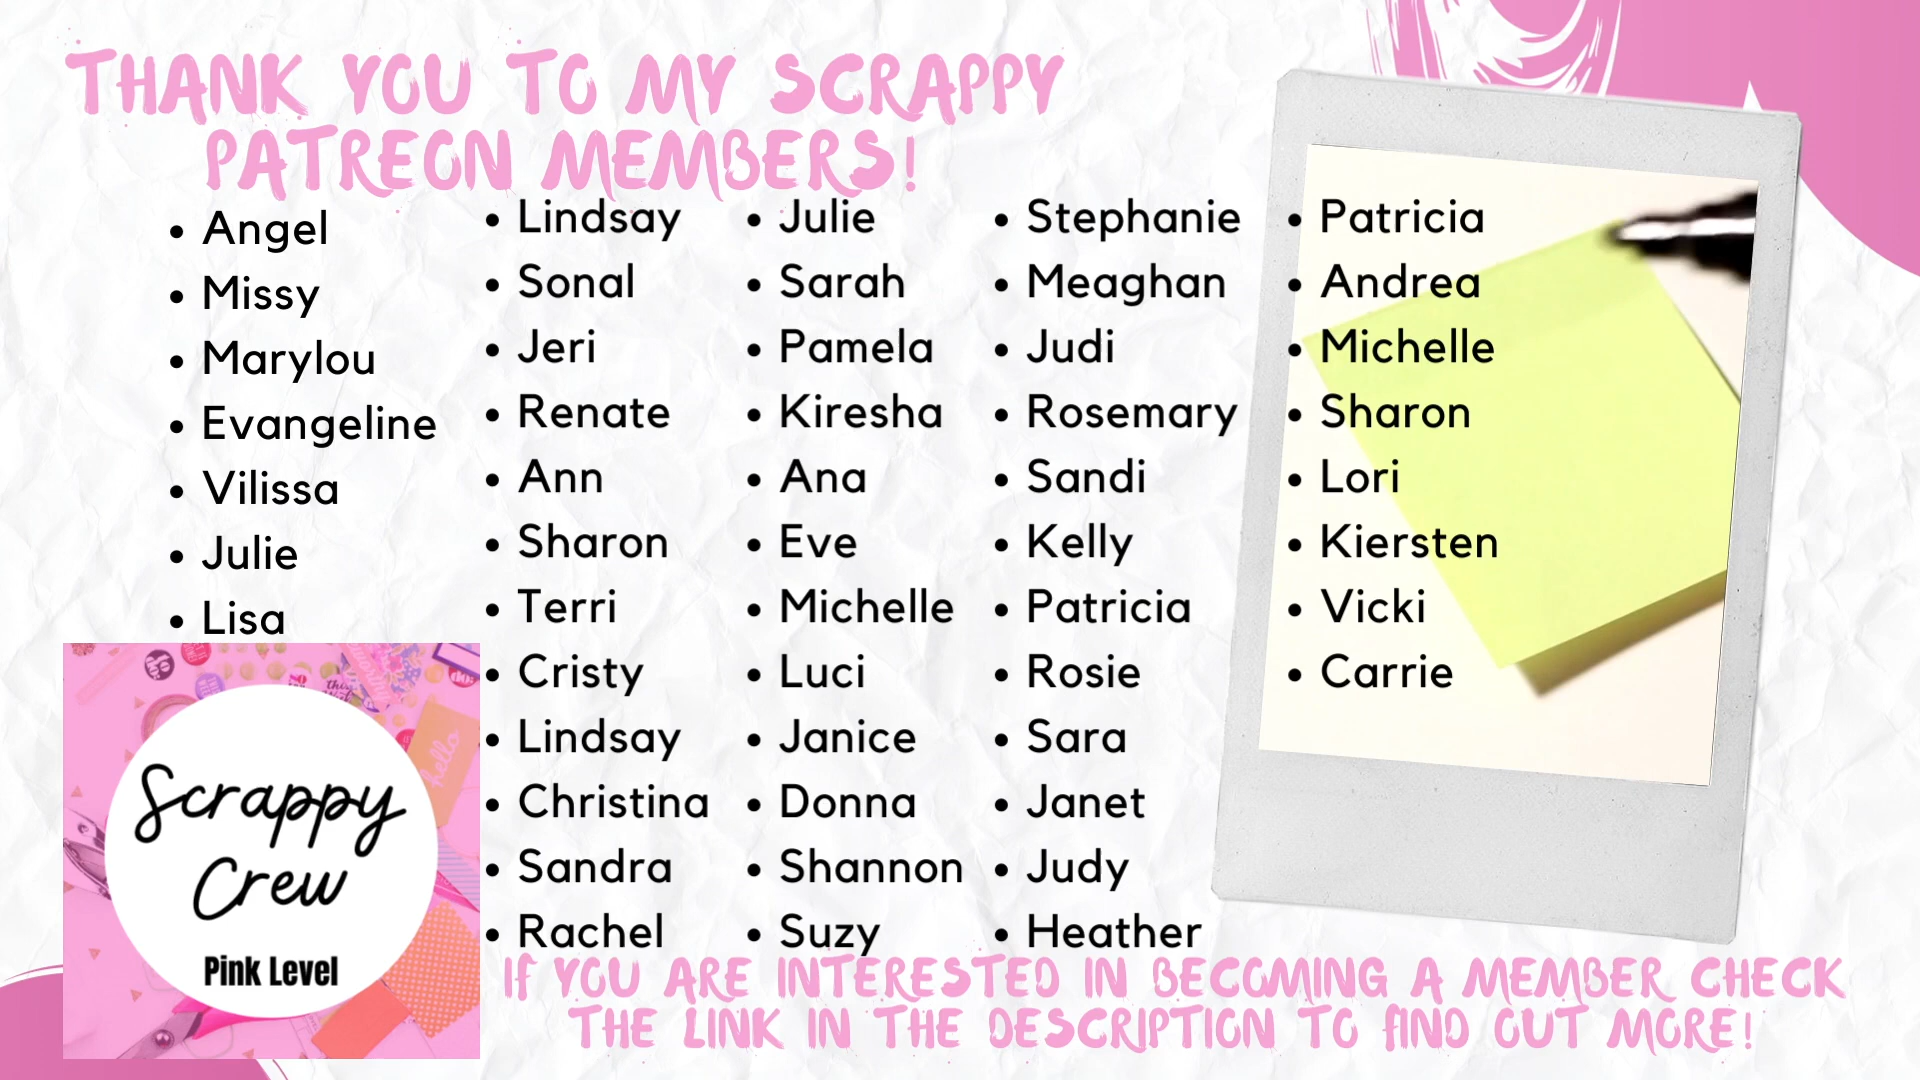 THANK YOU TO MY SCRAPPY
PATREON MEMBERS!
Angel
Missy
Marylou
Evangeline
Vilissa
Julie
Lisa
Lindsay
Sonal
Jeri
Renate
Ann
Sharon
Terri
Cristy
Lindsay
Christina
Sandra
Rachel
Julie
Sarah
Pamela
Kiresha
Ana
Eve
Michelle
Luci
Janice
Donna
Shannon
Suzy
Stephanie
Meaghan
Judi
Rosemary
Sandi
Kelly
Patricia
Rosie
Sara
Janet
Judy
Heather
Patricia
Andrea
Michelle
Sharon
Lori
Kiersten
Vicki
Carrie
hello
Scrappy
Crew
Pink Level
IF YOU ARE INTERESTED IN BECOMING A MEMBER CHECK
THE LINK IN THE DESCRIPTION TO FIND OUT MORE!